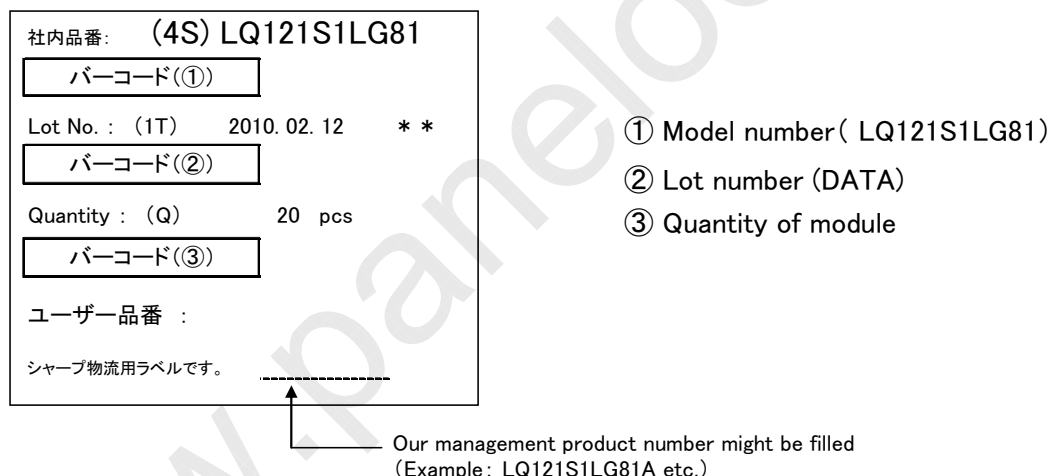 社内品番: (4S) LQ121S1LG81
バーコード(①)
Lot No. : (1T) 2010. 02. 12 * *
バーコード(②)
Quantity : (Q) 20 pcs
バーコード(③)
ユーザー品番 :
シャープ物流用ラベルです。
① Model number( LQ121S1LG81)
② Lot number (DATA)
③ Quantity of module
Our management product number might be filled
(Example: LQ121S1LG81A etc.)